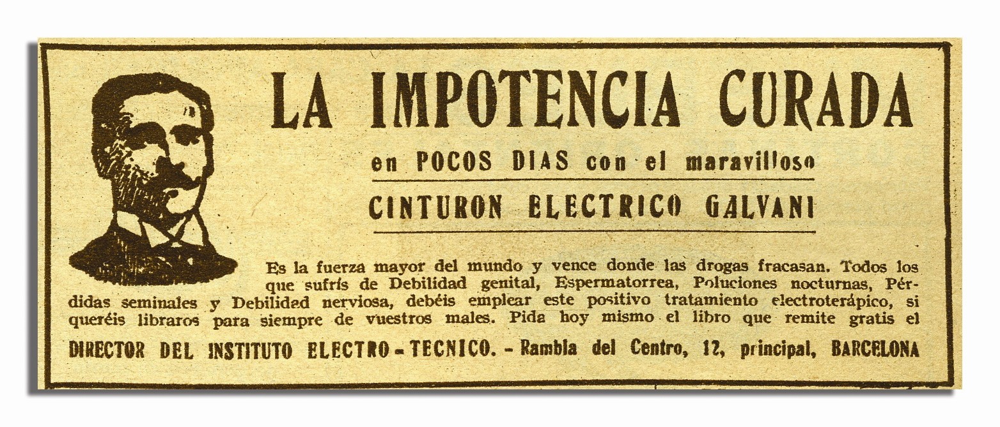 LA IMPOTENCIA CURADA
en POCOS DIAS con el maravilloso
CINTURON ELECTRICO GALVANI
Es la fuerza mayor del mundo y vence donde las drogas fracasan. Todos los
que sufrís de Debilidad genital, Espermatorrea, Poluciones nocturnas, Pér-
didas seminales y Debilidad nerviosa, debéis emplear este positivo tratamiento electroterápico, si
queréis libraros para siempre de vuestros males. Pida hoy mismo el libro que remite gratis el
DIRECTOR DEL INSTITUTO ELECTRO-TECNICO. - Rambla del Centro, 12, principal, BARCELONA